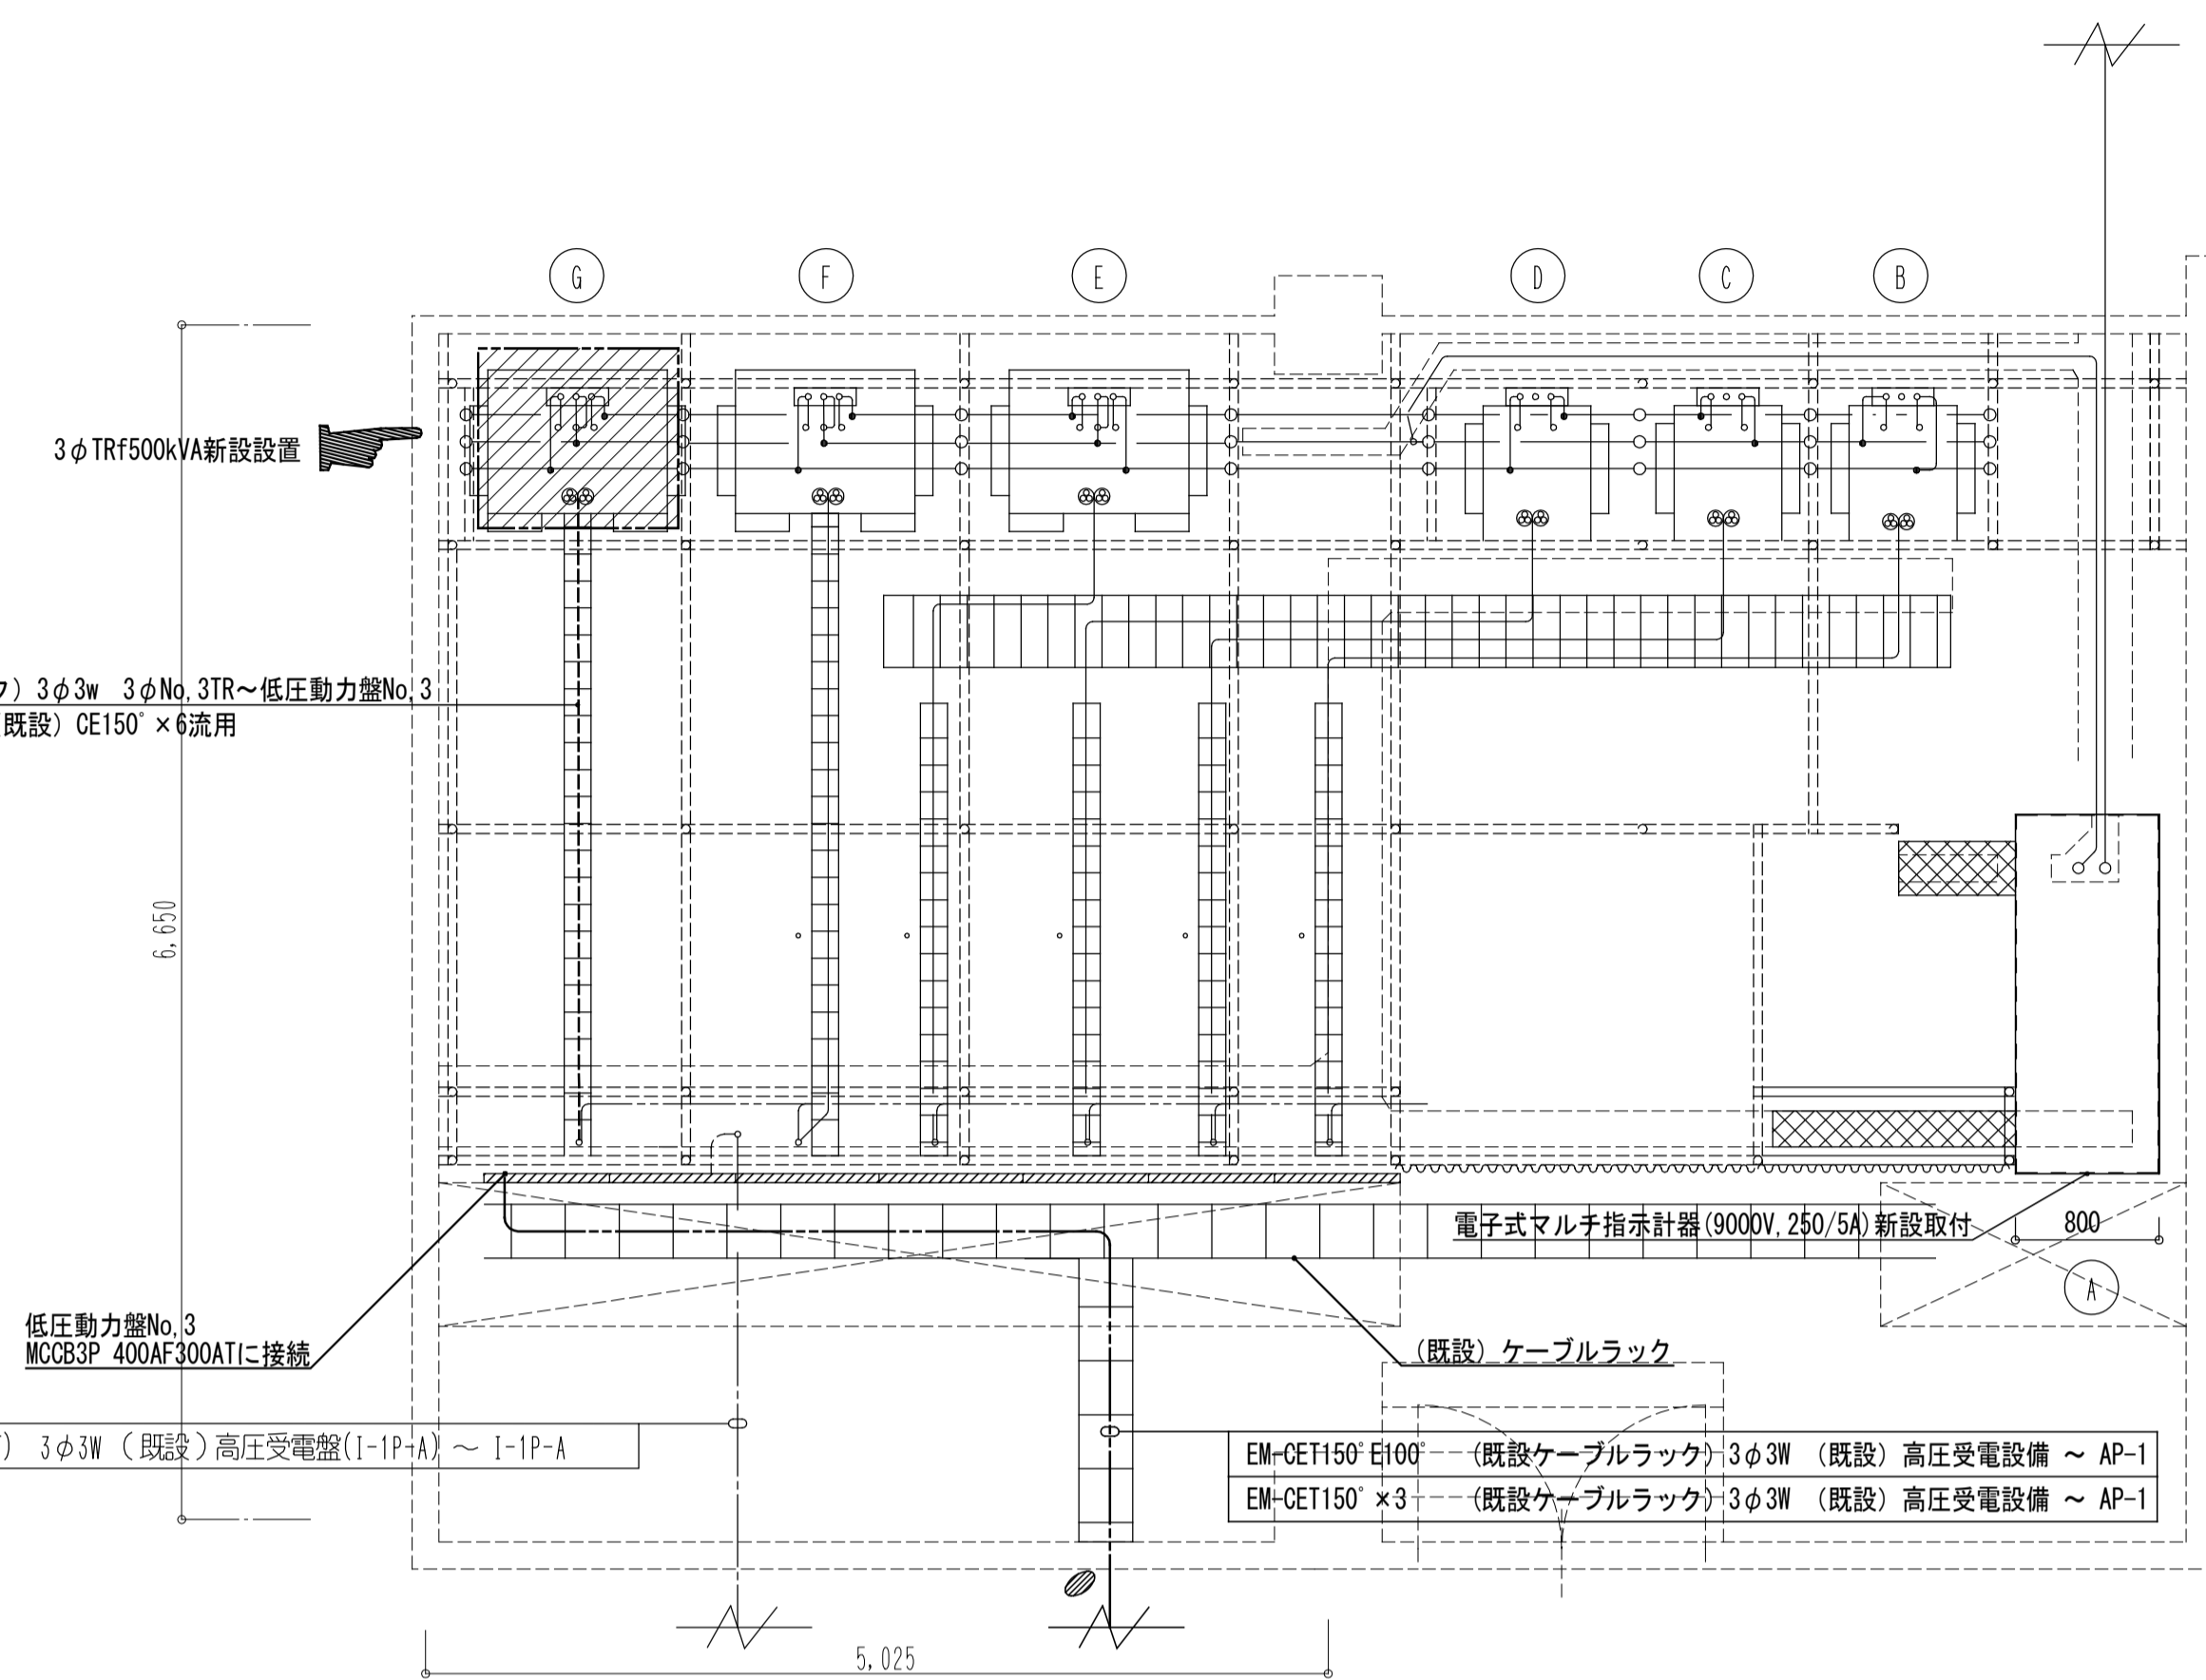 G
F
E
D
C
B
3φTRf500kVA新設設置
ク) 3φ3w 3φNo,3TR～低圧動力盤No,3
既設) CE150°×6流用
6,650
電子式マルチ指示計器(9000V,250/5A)新設取付
800
A
低圧動力盤No,3
MCCB3P 400AF300ATに接続
(既設) ケーブルラック
) 3φ3W (既設)高圧受電盤(I-1P-A) ～ I-1P-A
EM-CET150°E100° (既設ケーブルラック) 3φ3W (既設) 高圧受電設備 ～ AP-1
EM-CET150°×3 (既設ケーブルラック) 3φ3W (既設) 高圧受電設備 ～ AP-1
5,025